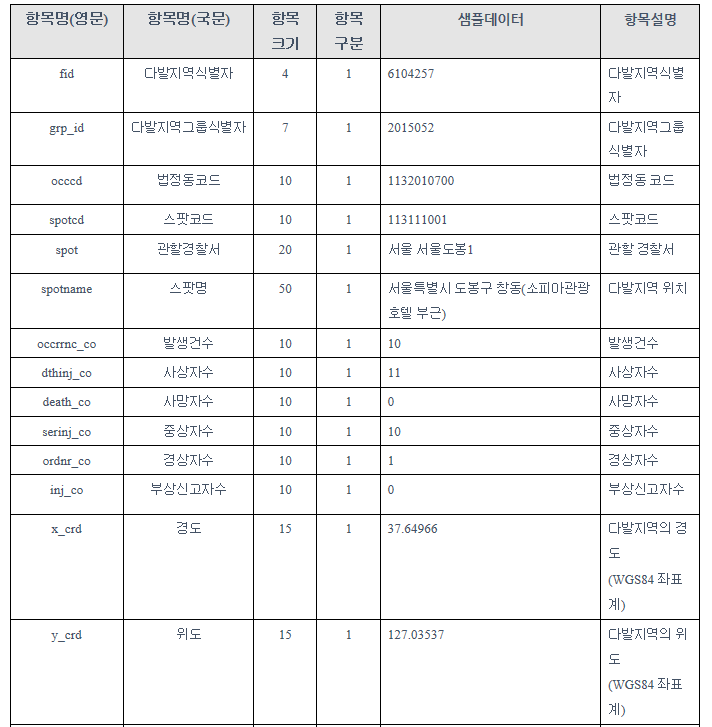 항목명(영문) 항목명(국문) 항목 항목 샘플데이터 항목설명
크기 구분
fid 다발지역식별자 4 1 6104257 다발지역식별
자
grp_id 다발지역그룹식별자 7 1 2015052 다발지역그룹
식별자
occcd 법정동코드 10 1 1132010700 법정동 코드
spotcd 스팟코드 10 1 113111001 스팟코드
spot 관할경찰서 20 1 서울 서울도봉1 관할 경찰서
spotname 스팟명 50 1 서울특별시 도봉구 창동(소피아관광 다발지역 위치
호텔 부근)
occrrnc_co 발생건수 10 1 10 발생건수
dthinj_co 사상자수 10 1 11 사상자수
death_co 사망자수 10 1 0 사망자수
serinj_co 중상자수 10 1 10 중상자수
ordnr_co 경상자수 10 1 1 경상자수
inj_co 부상신고자수 10 1 0 부상신고자수
x_crd 경도 15 1 37.64966 다발지역의 경
도
(WGS84 좌표
계)
y_crd 위도 15 1 127.03537 다발지역의 위
도
(WGS84 좌표
계)